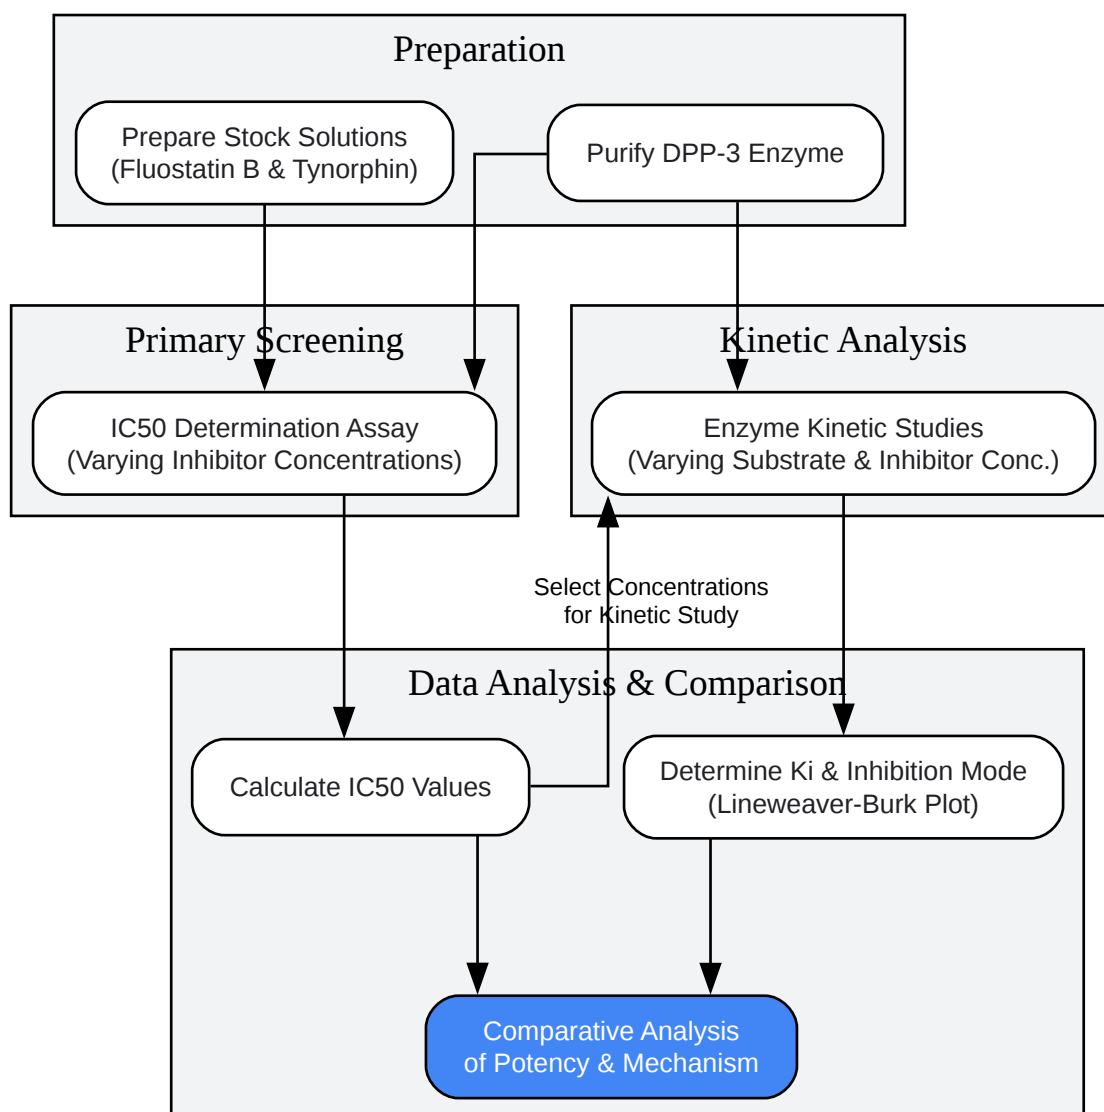 Preparation
Prepare Stock Solutions
(Fluostatin B & Tynorphin)
Purify DPP-3 Enzyme
Primary Screening
Kinetic Analysis
IC50 Determination Assay
(Varying Inhibitor Concentrations)
Enzyme Kinetic Studies
(Varying Substrate & Inhibitor Conc.)
Select Concentrations
for Kinetic Study
Data Analysis & Comparison
Calculate IC50 Values
Determine Ki & Inhibition Mode
(Lineweaver-Burk Plot)
Comparative Analysis
of Potency & Mechanism